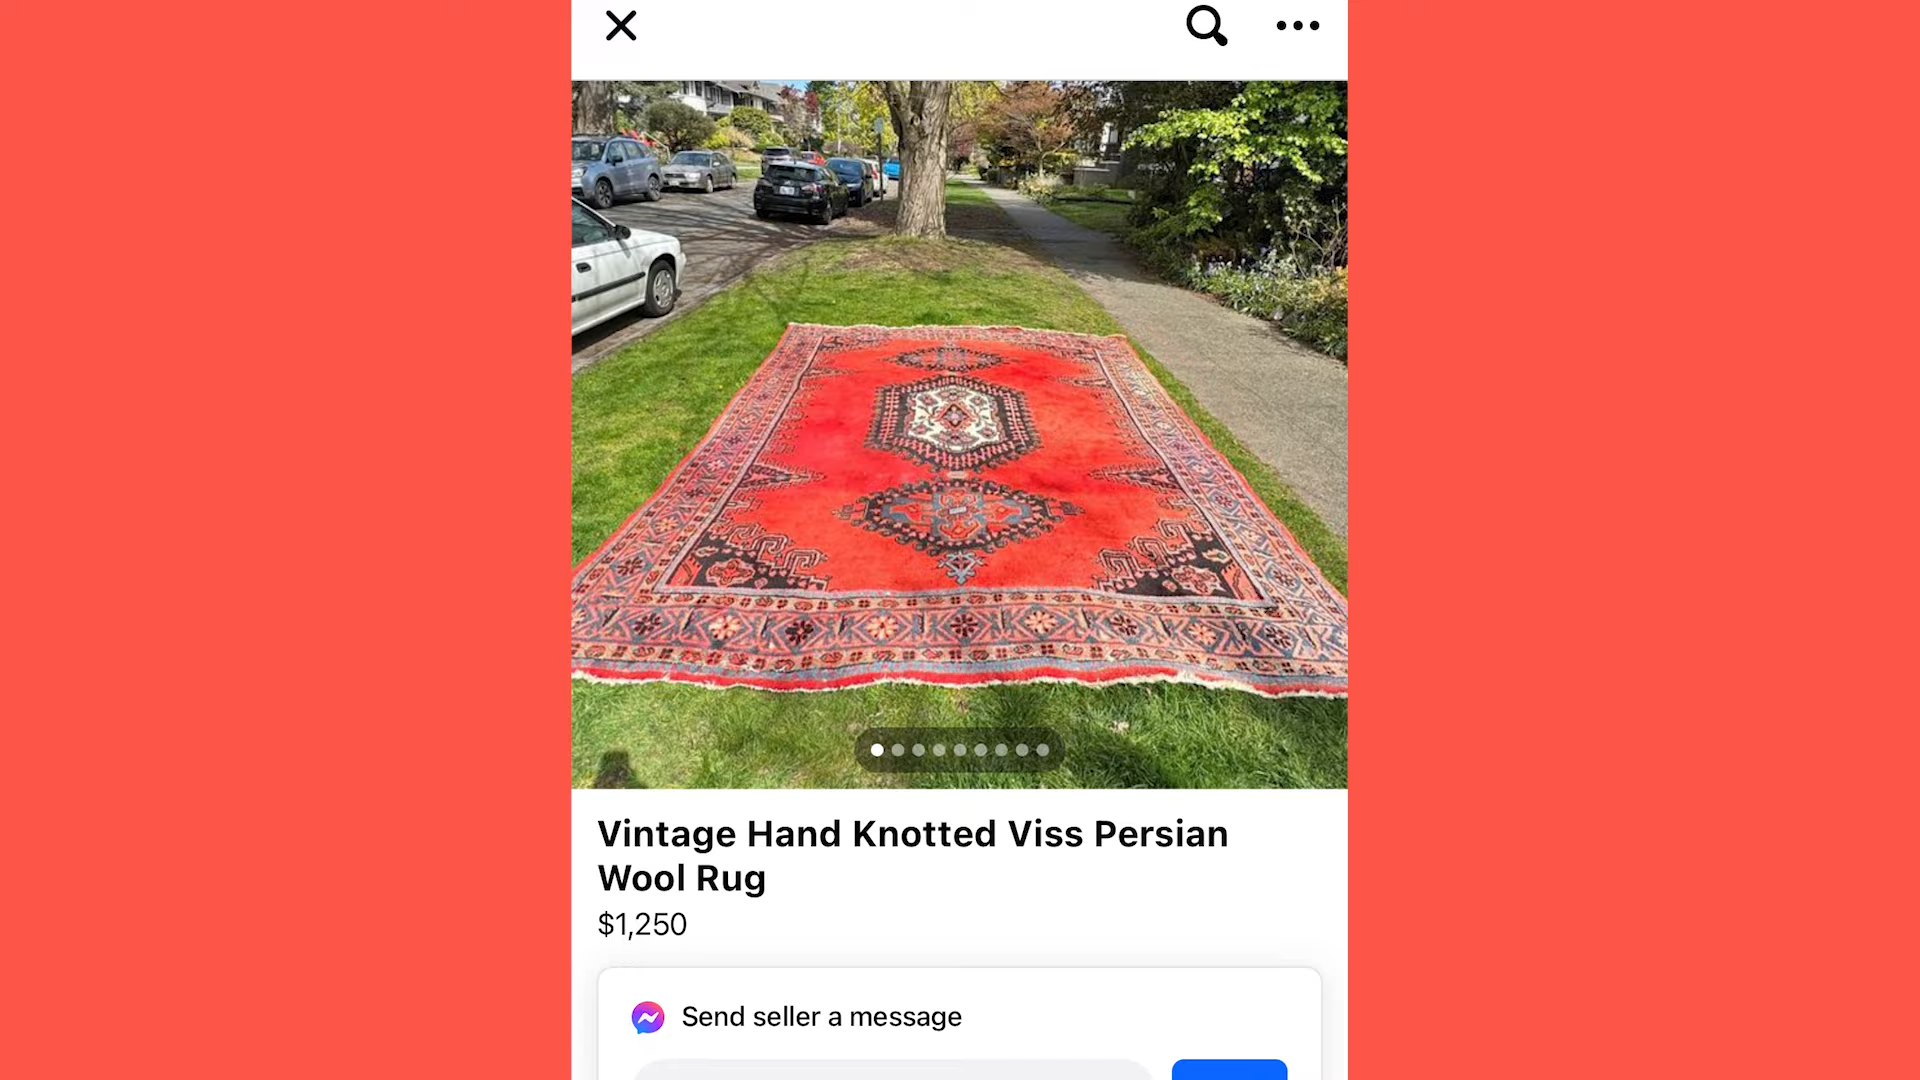 Vintage Hand Knotted Viss Persian
Wool Rug
$1,250
Send seller a message